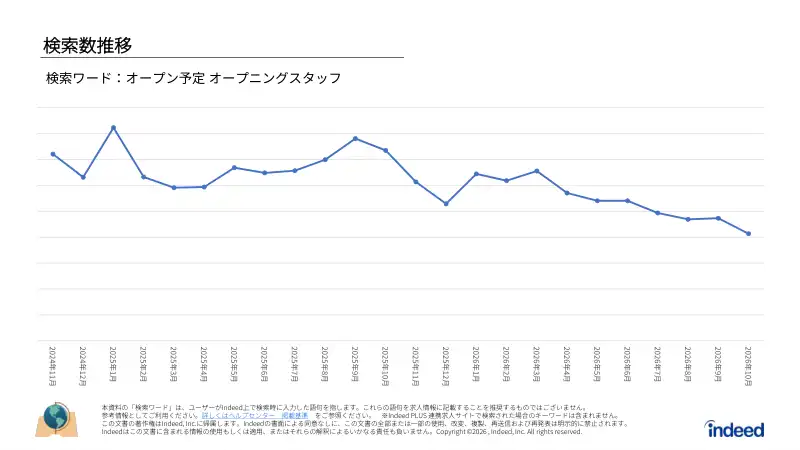 検索数推移
検索ワード：オープン予定 オープニングスタッフ
2024年11月
2024年12月
2025年1月
2025年2月
2025年3月
2025年4月
2025年5月
2025年6月
2025年7月
2025年8月
2025年9月
2025年10月
2025年11月
2025年12月
2026年1月
2026年2月
2026年3月
2026年4月
2026年5月
2026年6月
2026年7月
2026年8月
2026年9月
2026年10月
本資料の「検索ワード」は、ユーザーがIndeed上で検索時に入力した語句を指します。これらの語句を求人情報に記載することを推奨するものではございません。
参考情報としてご利用ください。詳しくはヘルプセンター 掲載基準 をご参照ください。 ※Indeed PLUS 連携求人サイトで検索された場合のキーワードは含まれません。
この文書の著作権はIndeed, Inc.に帰属します。Indeedの書面による同意なしに、この文書の全部または一部の使用、改変、複製、再送信および再発表は明示的に禁止されます。
Indeedはこの文書に含まれる情報の使用もしくは適用、またはそれらの解釈によるいかなる責任も負いません。Copyright ©2026 , Indeed, Inc. All rights reserved.
indeed